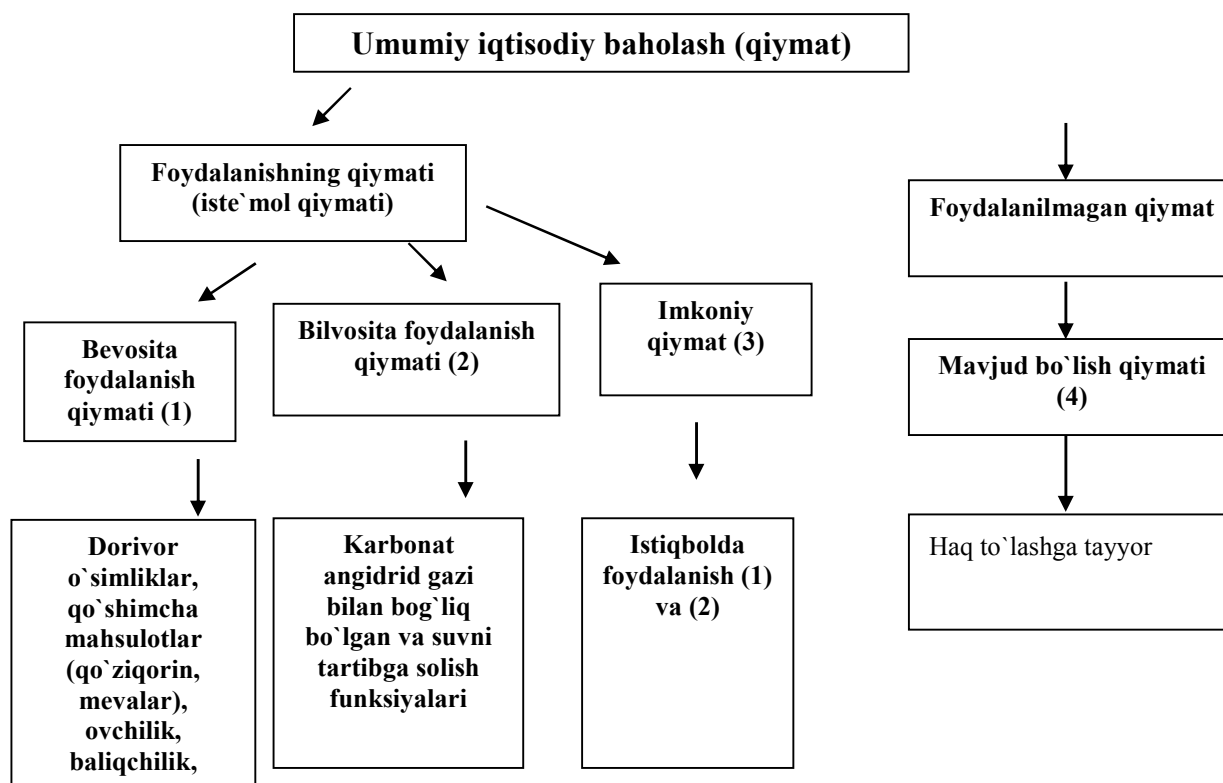 Umumiy iqtisodiy baholash (qiymat)
Foydalanishning qiymati
(iste`mol qiymati)
Foydalanilmagan qiymat
Bevosita
foydalanish
qiymati (1)
Bilvosita foydalanish
qiymati (2)
Imkoniy
qiymat (3)
Mavjud bo`lish qiymati
(4)
Dorivor
o`simliklar,
qo`shimcha
mahsulotlar
(qo`ziqorin,
mevalar),
ovchilik,
baliqchilik,
Karbonat
angidrid gazi
bilan bog`liq
bo`lgan va suvni
tartibga solish
funksiyalari
Istiqbolda
foydalanish (1)
va (2)
Haq to`lashga tayyor